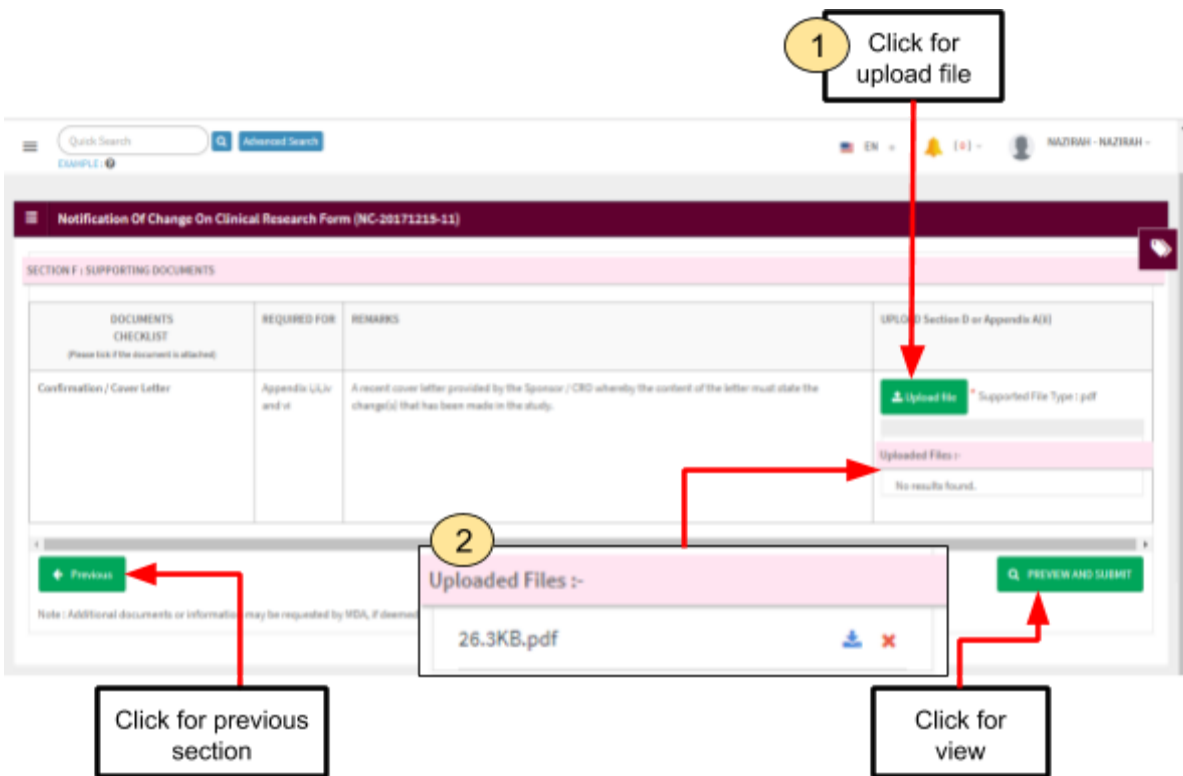 1
Click for
upload file
Quick Search
Advanced Search
EXAMPLE :
EN
(0)
NAZIRAH - NAZIRAH
Notification Of Change On Clinical Research Form (NC-20171215-11)
SECTION F : SUPPORTING DOCUMENTS
DOCUMENTS
CHECKLIST
(Please tick if the document is attached)
REQUIRED FOR
REMARKS
UPLOAD Section D or Appendix A(ii)
Confirmation / Cover Letter
Appendix i,ii,iv
and vi
A recent cover letter provided by the Sponsor / CRO whereby the content of the letter must state the
change(s) that has been made in the study.
Upload file
* Supported File Type : pdf
Uploaded Files :-
No results found.
2
Uploaded Files :-
26.3KB.pdf
Previous
PREVIEW AND SUBMIT
Note : Additional documents or information may be requested by MDA, if deemed
Click for previous
section
Click for
view